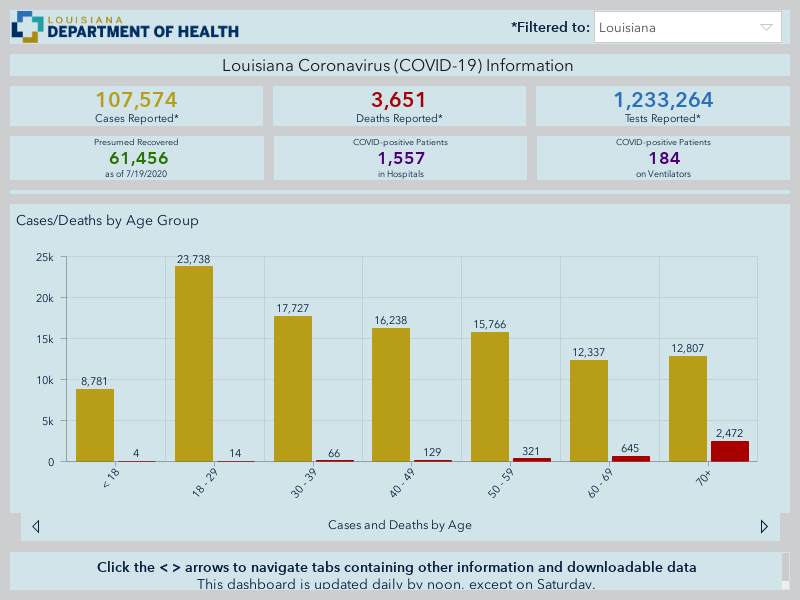 LOUISIANA
DEPARTMENT OF HEALTH
*Filtered to:
Louisiana
Louisiana Coronavirus (COVID-19) Information
107,574
Cases Reported*
3,651
Deaths Reported*
1,233,264
Tests Reported*
Presumed Recovered
61,456
as of 7/19/2020
COVID-positive Patients
1,557
in Hospitals
COVID-positive Patients
184
on Ventilators
Cases/Deaths by Age Group
25k
20k
15k
10k
5k
0
8,781
4
23,738
14
17,727
66
16,238
129
15,766
321
12,337
645
12,807
2,472
< 18
18 - 29
30 - 39
40 - 49
50 - 59
60 - 69
70+
Cases and Deaths by Age
Click the < > arrows to navigate tabs containing other information and downloadable data
This dashboard is updated daily by noon, except on Saturday.